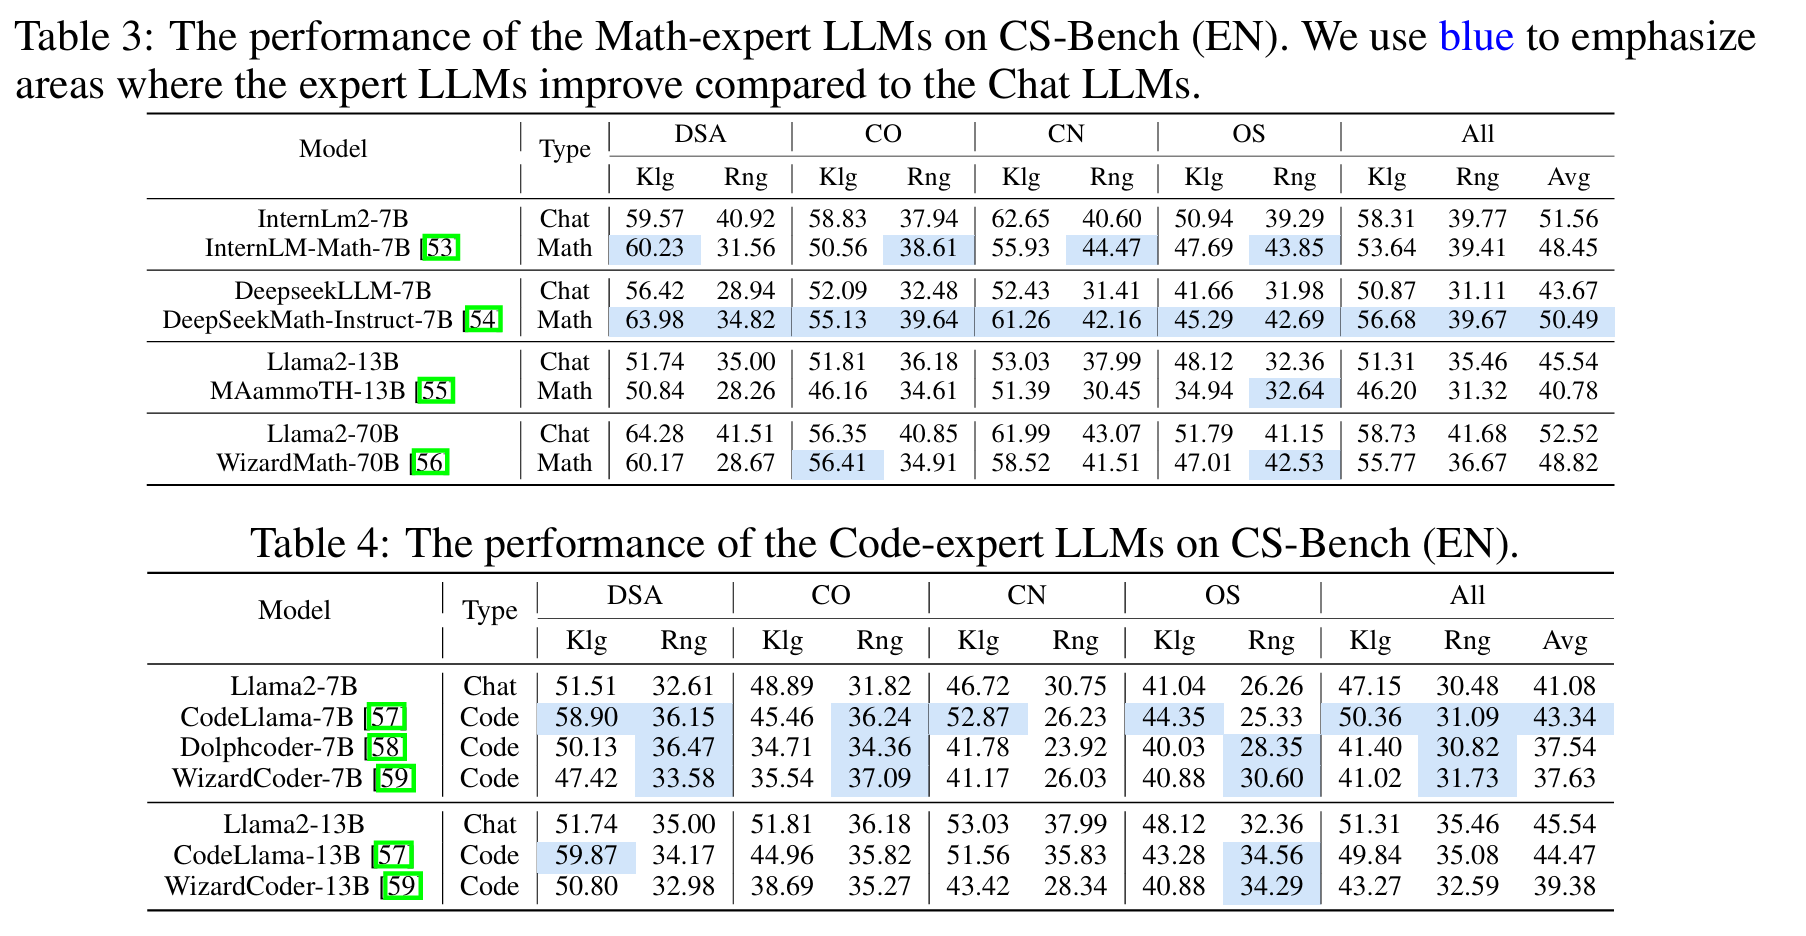 Table 3: The performance of the Math-expert LLMs on CS-Bench (EN). We use blue to emphasize
areas where the expert LLMs improve compared to the Chat LLMs.
Model Type DSA CO CN OS All
Klg Rng Klg Rng Klg Rng Klg Rng Klg Rng Avg
InternLm2-7B Chat 59.57 40.92 58.83 37.94 62.65 40.60 50.94 39.29 58.31 39.77 51.56
InternLM-Math-7B [53] Math 60.23 31.56 50.56 38.61 55.93 44.47 47.69 43.85 53.64 39.41 48.45
DeepseekLLM-7B Chat 56.42 28.94 52.09 32.48 52.43 31.41 41.66 31.98 50.87 31.11 43.67
DeepSeekMath-Instruct-7B [54] Math 63.98 34.82 55.13 39.64 61.26 42.16 45.29 42.69 56.68 39.67 50.49
Llama2-13B Chat 51.74 35.00 51.81 36.18 53.03 37.99 48.12 32.36 51.31 35.46 45.54
MAammoTH-13B [55] Math 50.84 28.26 46.16 34.61 51.39 30.45 34.94 32.64 46.20 31.32 40.78
Llama2-70B Chat 64.28 41.51 56.35 40.85 61.99 43.07 51.79 41.15 58.73 41.68 52.52
WizardMath-70B [56] Math 60.17 28.67 56.41 34.91 58.52 41.51 47.01 42.53 55.77 36.67 48.82
Table 4: The performance of the Code-expert LLMs on CS-Bench (EN).
Model Type DSA CO CN OS All
Klg Rng Klg Rng Klg Rng Klg Rng Klg Rng Avg
Llama2-7B Chat 51.51 32.61 48.89 31.82 46.72 30.75 41.04 26.26 47.15 30.48 41.08
CodeLlama-7B [57] Code 58.90 36.15 45.46 36.24 52.87 26.23 44.35 25.33 50.36 31.09 43.34
Dolphcoder-7B [58] Code 50.13 36.47 34.71 34.36 41.78 23.92 40.03 28.35 41.40 30.82 37.54
WizardCoder-7B [59] Code 47.42 33.58 35.54 37.09 41.17 26.03 40.88 30.60 41.02 31.73 37.63
Llama2-13B Chat 51.74 35.00 51.81 36.18 53.03 37.99 48.12 32.36 51.31 35.46 45.54
CodeLlama-13B [57] Code 59.87 34.17 44.96 35.82 51.56 35.83 43.28 34.56 49.84 35.08 44.47
WizardCoder-13B [59] Code 50.80 32.98 38.69 35.27 43.42 28.34 40.88 34.29 43.27 32.59 39.38